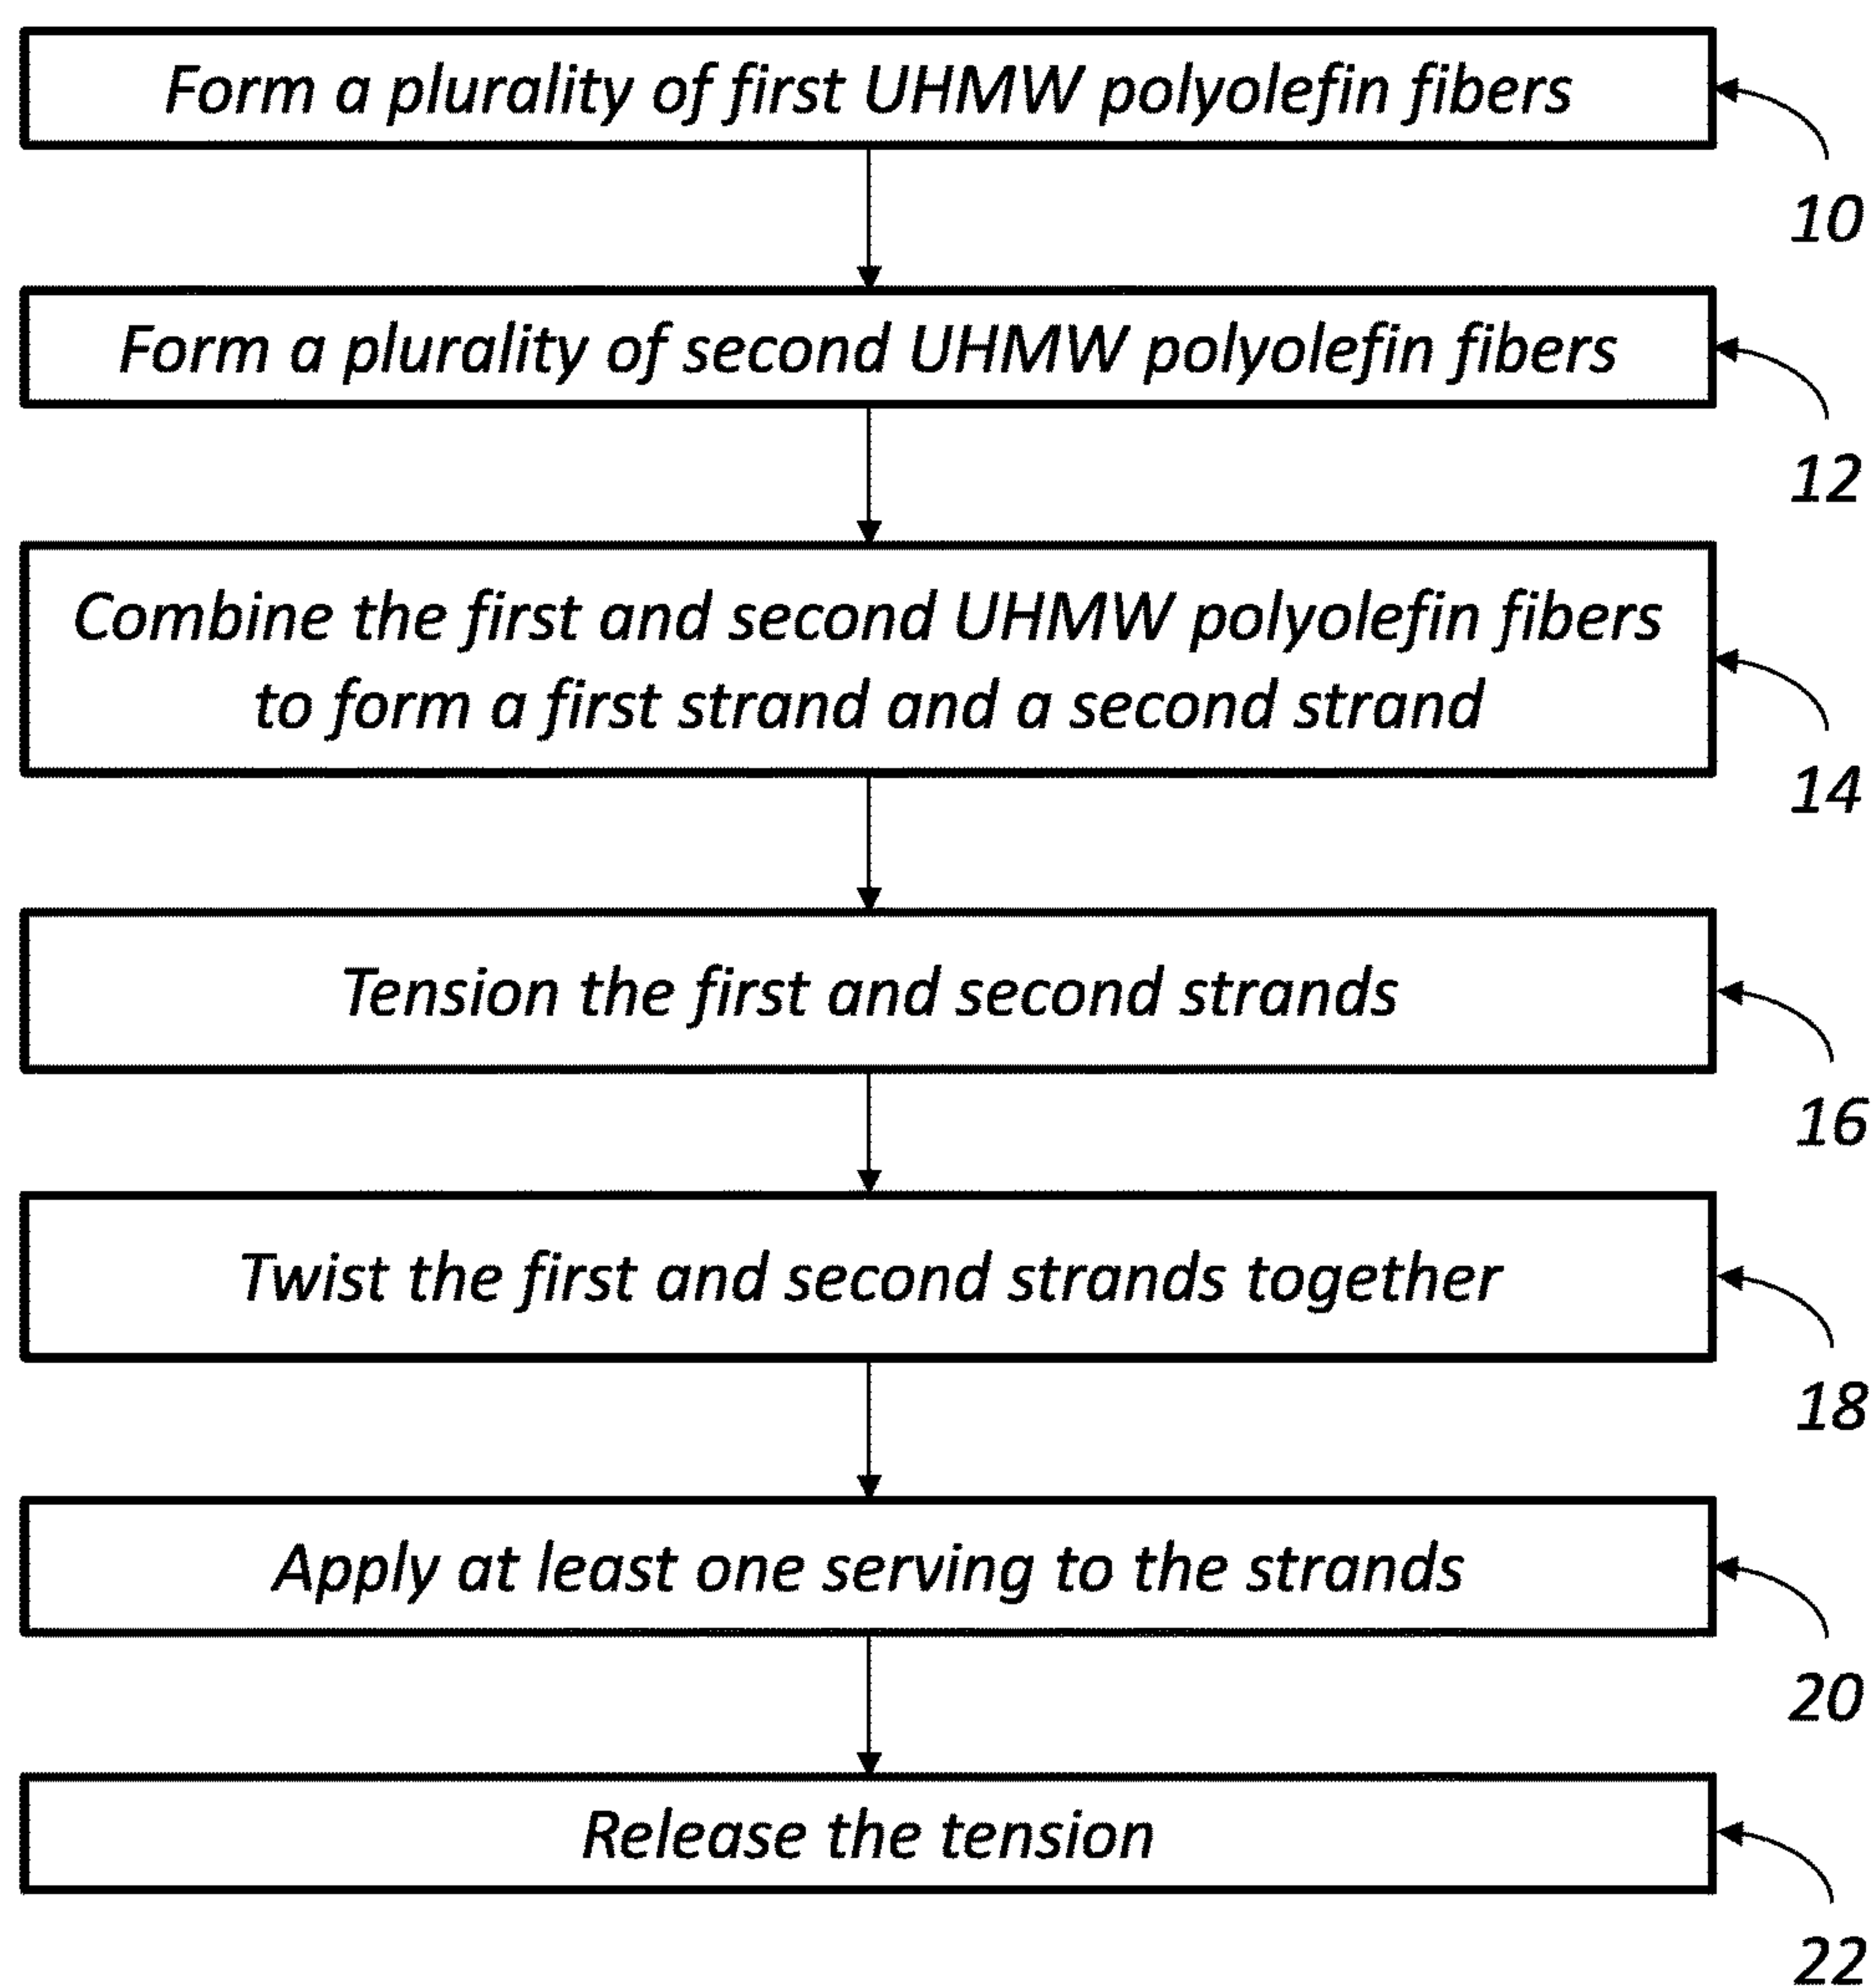 Form a plurality of first UHMW polyolefin fibers
10
Form a plurality of second UHMW polyolefin fibers
12
Combine the first and second UHMW polyolefin fibers
to form a first strand and a second strand
14
Tension the first and second strands
16
Twist the first and second strands together
18
Apply at least one serving to the strands
20
Release the tension
22